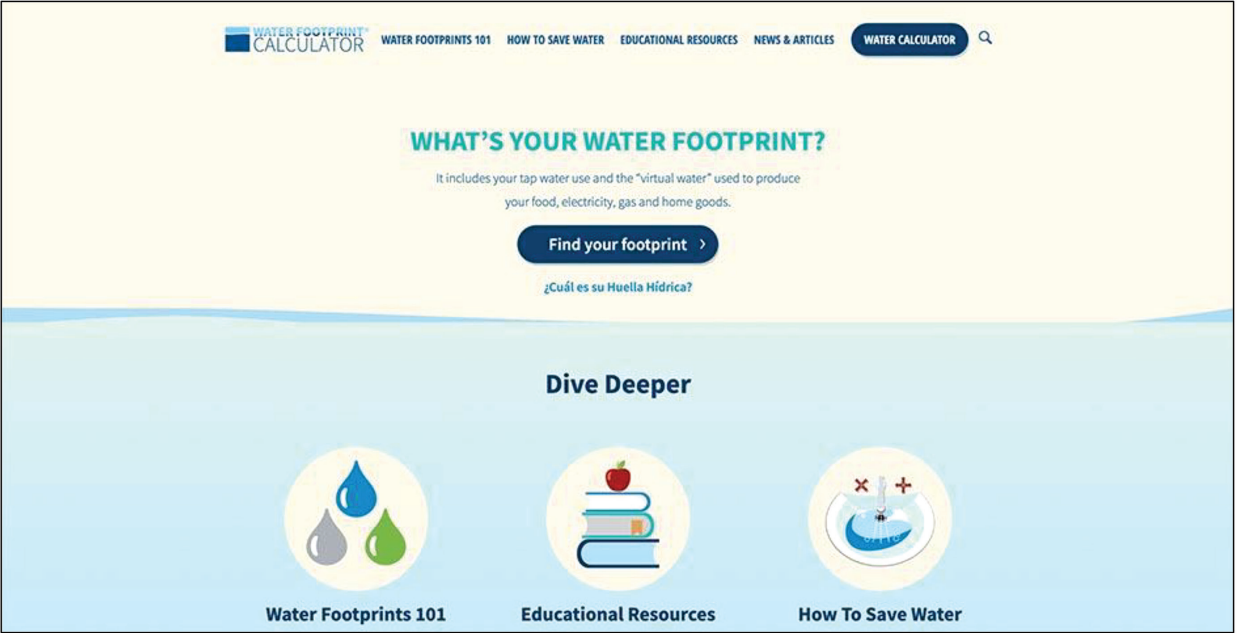 WATER FOOTPRINT®
CALCULATOR
WATER FOOTPRINTS 101
HOW TO SAVE WATER
EDUCATIONAL RESOURCES
NEWS & ARTICLES
WATER CALCULATOR
WHAT'S YOUR WATER FOOTPRINT?
It includes your tap water use and the “virtual water” used to produce
your food, electricity, gas and home goods.
Find your footprint ›
¿Cuál es su Huella Hídrica?
Dive Deeper
Water Footprints 101
Educational Resources
How To Save Water